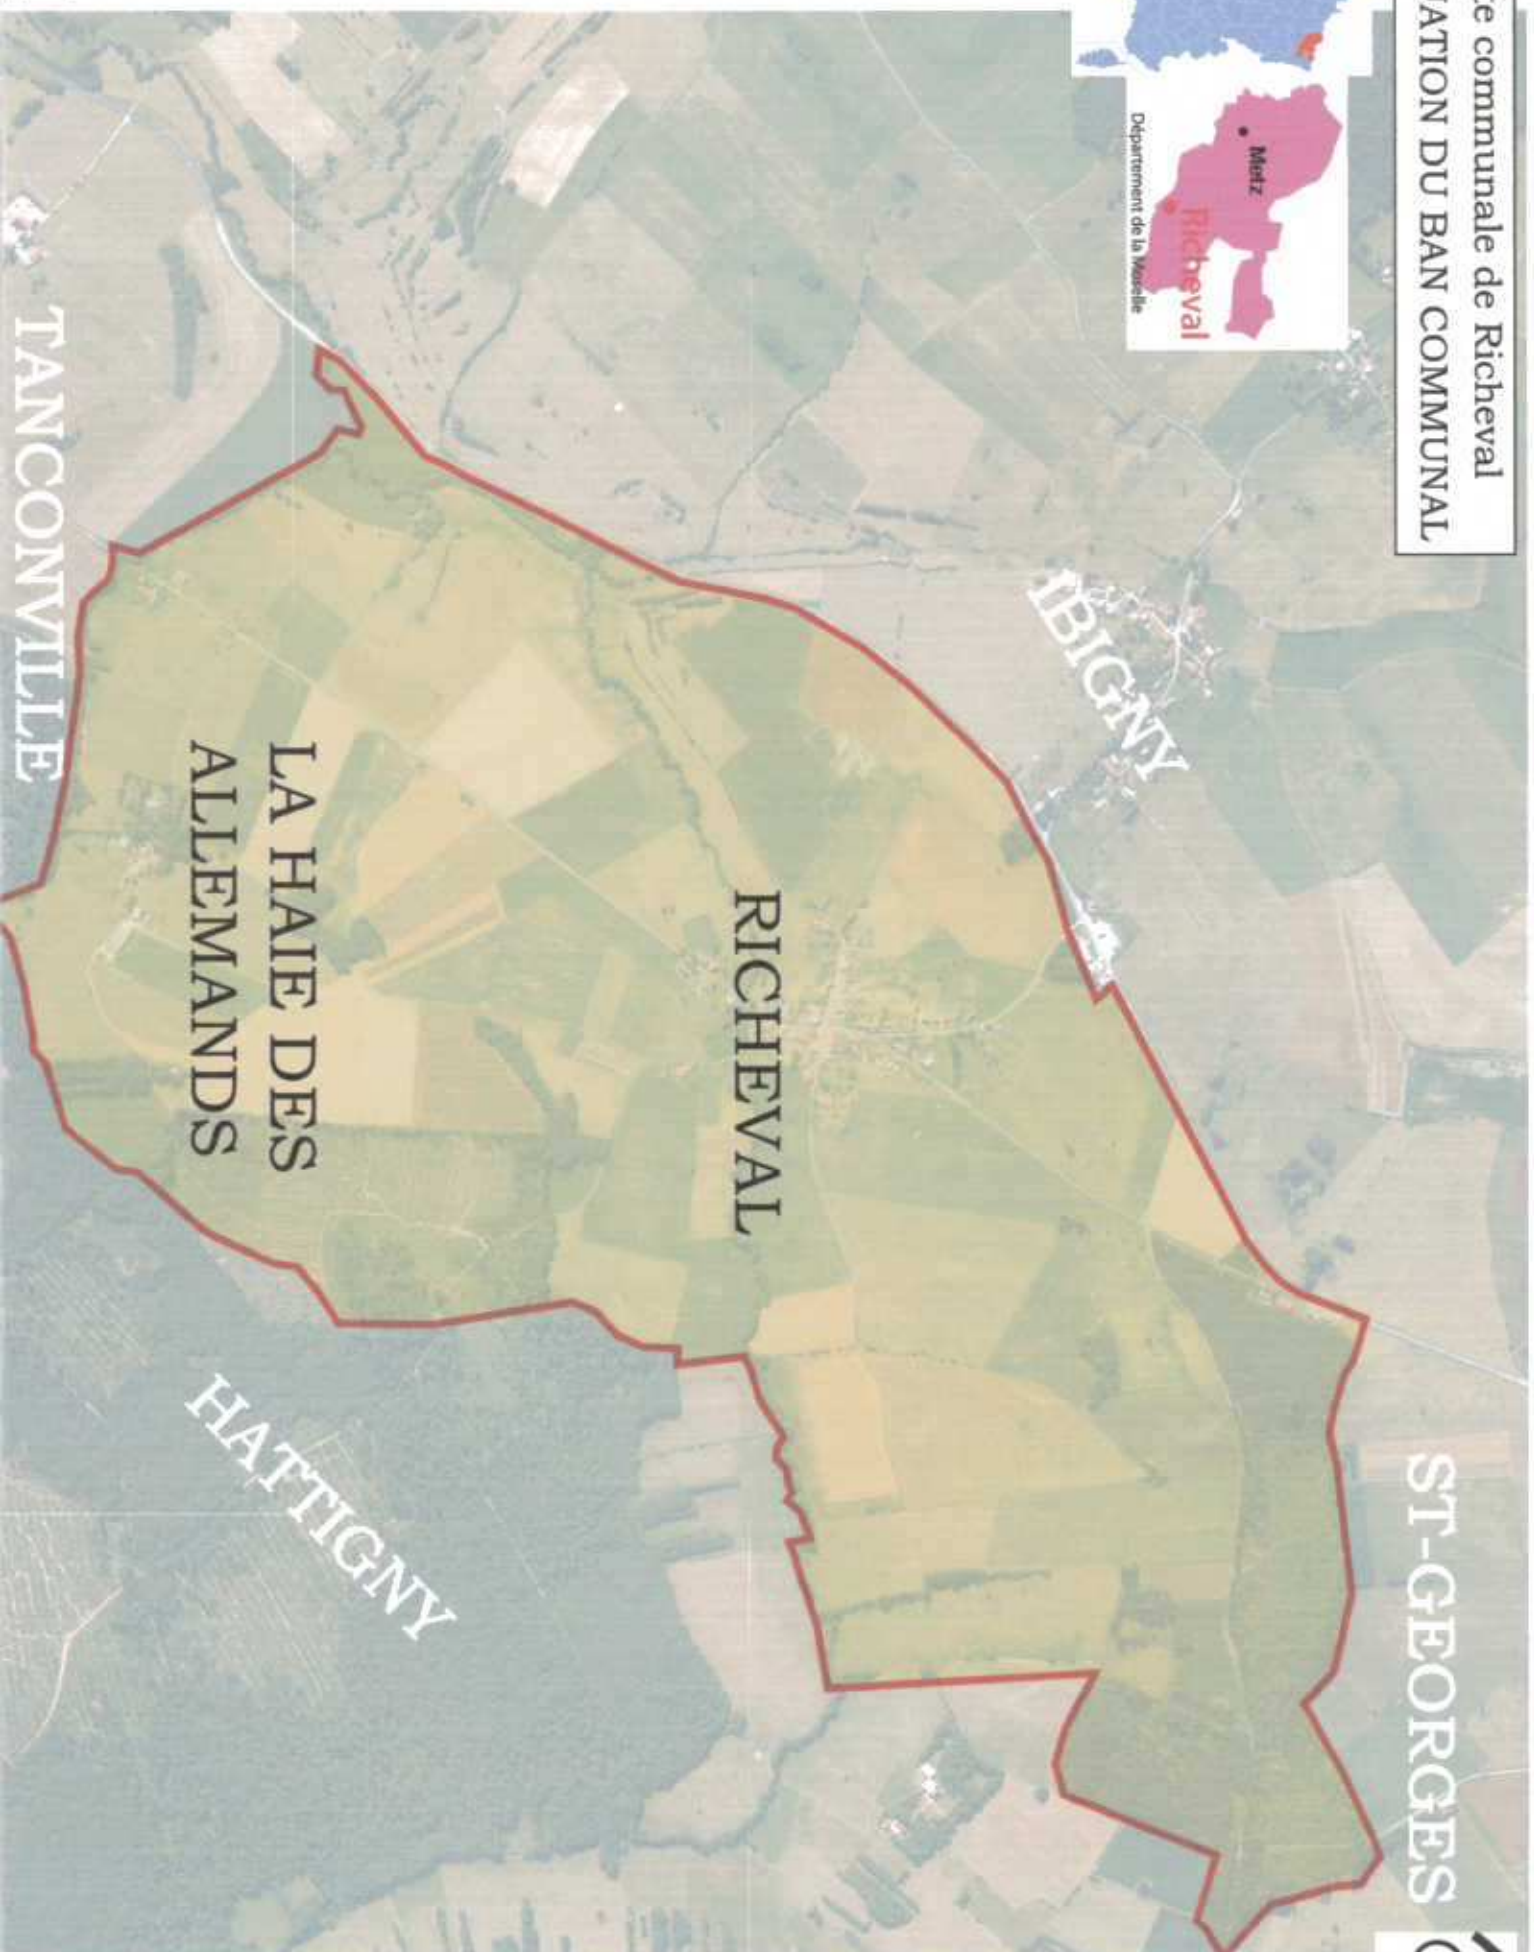 te communale de Richeval
ATION DU BAN COMMUNAL
Metz
Richeval
Département de la Moselle
ST-GEORGES
IBIGNY
RICHEVAL
LA HAIE DES
ALLEMANDS
HATTIGNY
TANCONVILLE